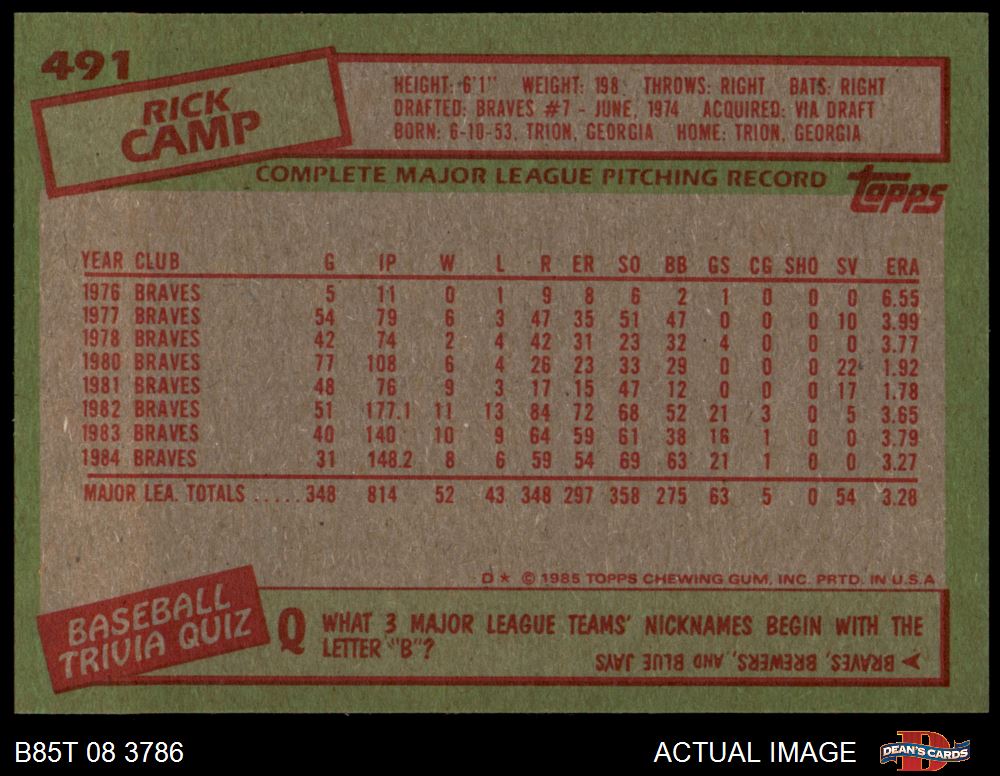 491
RICK
CAMP
HEIGHT: 6'1" WEIGHT: 198 THROWS: RIGHT BATS: RIGHT
DRAFTED: BRAVES #7 - JUNE, 1974 ACQUIRED: VIA DRAFT
BORN: 6-10-53, TRION, GEORGIA HOME: TRION, GEORGIA
COMPLETE MAJOR LEAGUE PITCHING RECORD
topps
YEAR CLUB G IP W L R ER SO BB GS CG SHO SV ERA
1976 BRAVES 5 11 0 1 9 8 6 2 1 0 0 0 6.55
1977 BRAVES 54 79 6 3 47 35 51 47 0 0 0 10 3.99
1978 BRAVES 42 74 2 4 42 31 23 32 4 0 0 0 3.77
1980 BRAVES 77 108 6 4 26 23 33 29 0 0 0 22 1.92
1981 BRAVES 48 76 9 3 17 15 47 12 0 0 0 17 1.78
1982 BRAVES 51 177.1 11 13 84 72 68 52 21 3 0 5 3.65
1983 BRAVES 40 140 10 9 64 59 61 38 16 1 0 0 3.79
1984 BRAVES 31 148.2 8 6 59 54 69 63 21 1 0 0 3.27
MAJOR LEA. TOTALS ..... 348 814 52 43 348 297 358 275 63 5 0 54 3.28
D * © 1985 TOPPS CHEWING GUM, INC. PRTD. IN U.S.A
BASEBALL
TRIVIA QUIZ
Q WHAT 3 MAJOR LEAGUE TEAMS' NICKNAMES BEGIN WITH THE
LETTER "B"?
BRAVES, BREWERS, AND BLUE JAYS
B85T 08 3786
ACTUAL IMAGE
D
DEAN'S CARDS